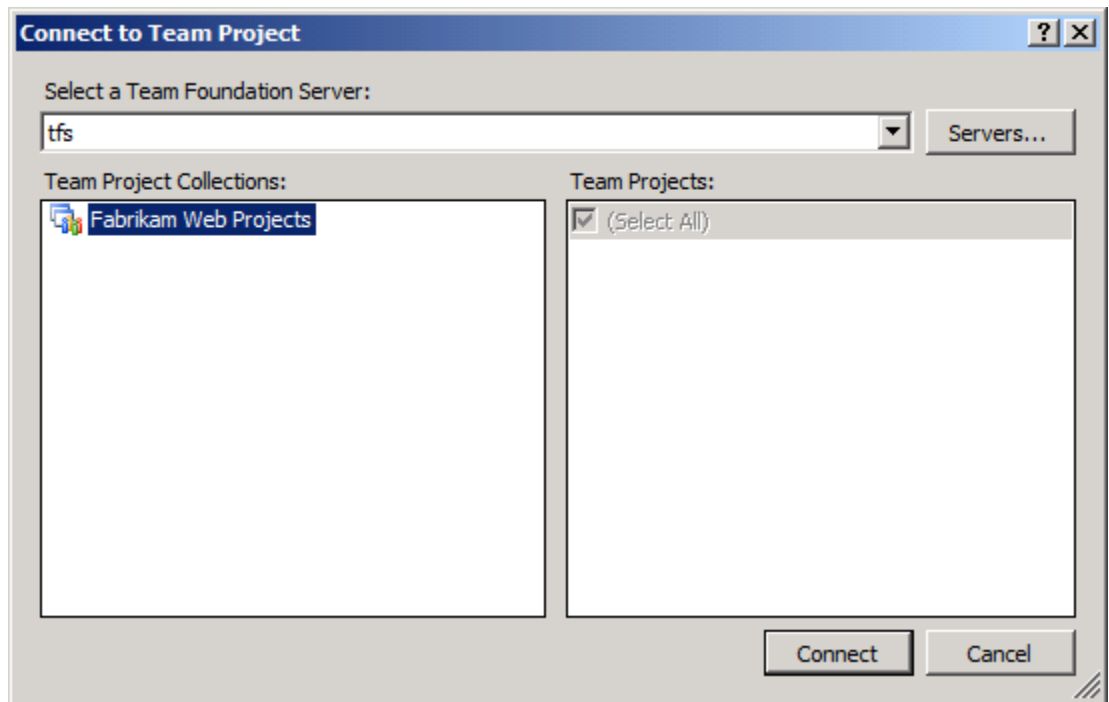 Connect to Team Project
Select a Team Foundation Server:
tfs
Servers...
Team Project Collections:
Team Projects:
Fabrikam Web Projects
(Select All)
Connect
Cancel